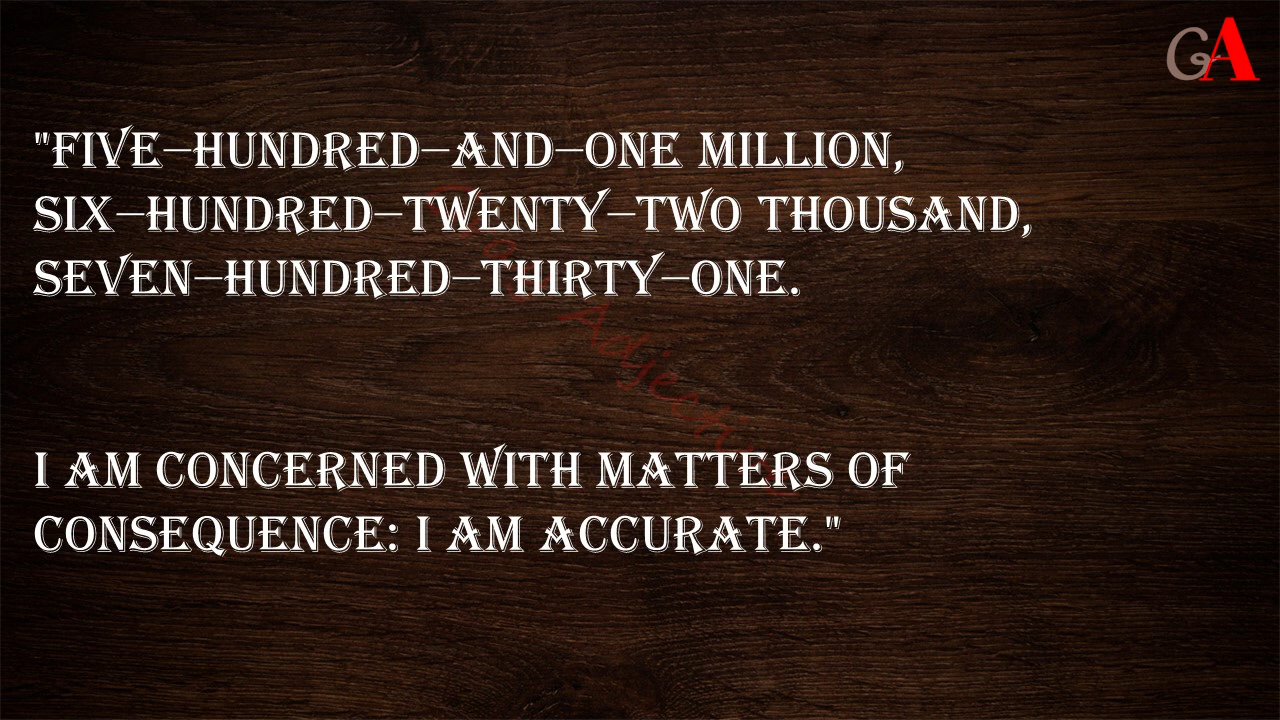 GA
"FIVE–HUNDRED–AND–ONE MILLION,
SIX–HUNDRED–TWENTY–TWO THOUSAND,
SEVEN–HUNDRED–THIRTY–ONE.
I AM CONCERNED WITH MATTERS OF
CONSEQUENCE: I AM ACCURATE."